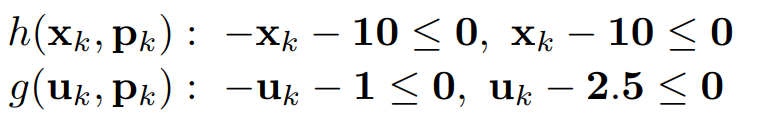 h(𝐱ₖ, 𝐩ₖ) : −𝐱ₖ − 𝟏𝟎 ≤ 𝟎, 𝐱ₖ − 𝟏𝟎 ≤ 𝟎
g(𝐮ₖ, 𝐩ₖ) : −𝐮ₖ − 𝟏 ≤ 𝟎, 𝐮ₖ − 𝟐.𝟓 ≤ 𝟎